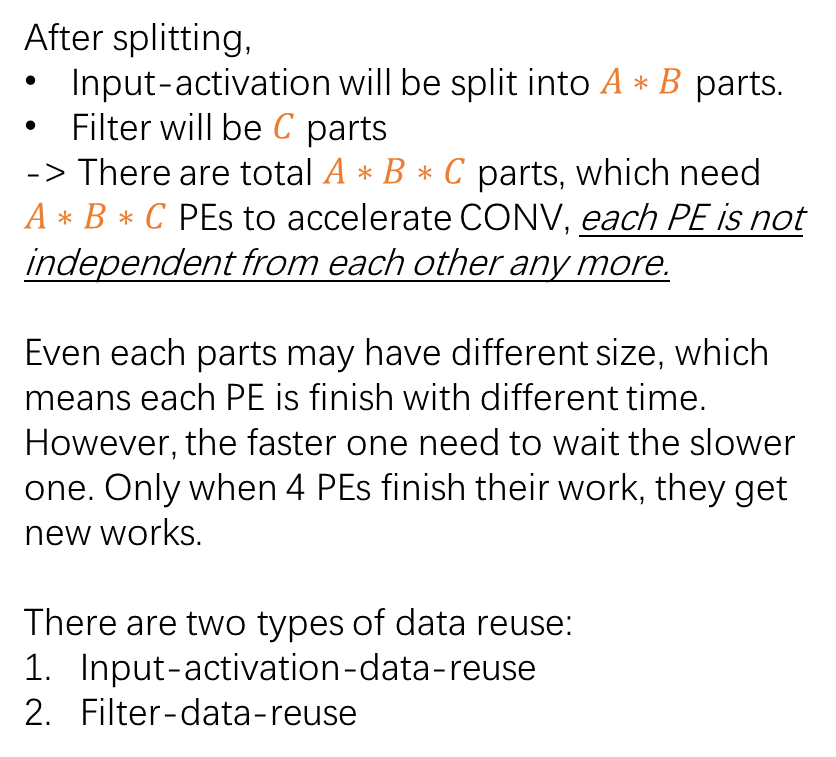 After splitting,
• Input-activation will be split into A * B parts.
• Filter will be C parts
-> There are total A * B * C parts, which need
A * B * C PEs to accelerate CONV, each PE is not
independent from each other any more.
Even each parts may have different size, which
means each PE is finish with different time.
However, the faster one need to wait the slower
one. Only when 4 PEs finish their work, they get
new works.
There are two types of data reuse:
1. Input-activation-data-reuse
2. Filter-data-reuse